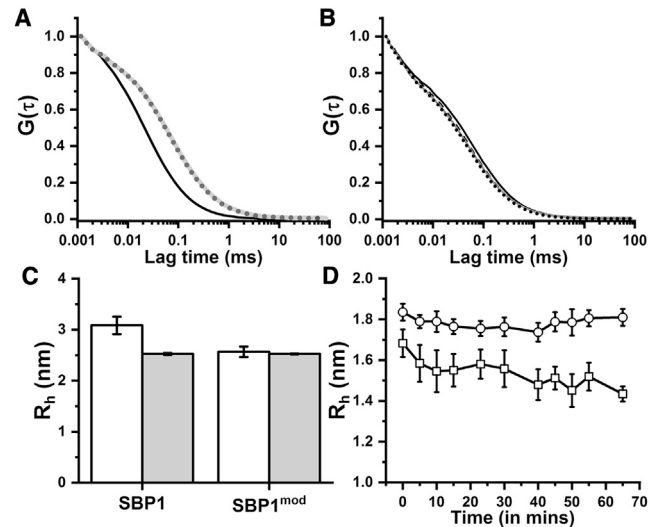 A
1.0
0.8
0.6
0.4
0.2
0.0
G(τ)
0.001 0.01 0.1 1 10 100
Lag time (ms)
B
1.0
0.8
0.6
0.4
0.2
0.0
G(τ)
0.001 0.01 0.1 1 10 100
Lag time (ms)
C
4
3
2
1
0
Rh (nm)
SBP1 SBP1mod
D
2.0
1.8
1.6
1.4
1.2
1.0
Rh (nm)
0 10 20 30 40 50 60 70
Time (in mins)